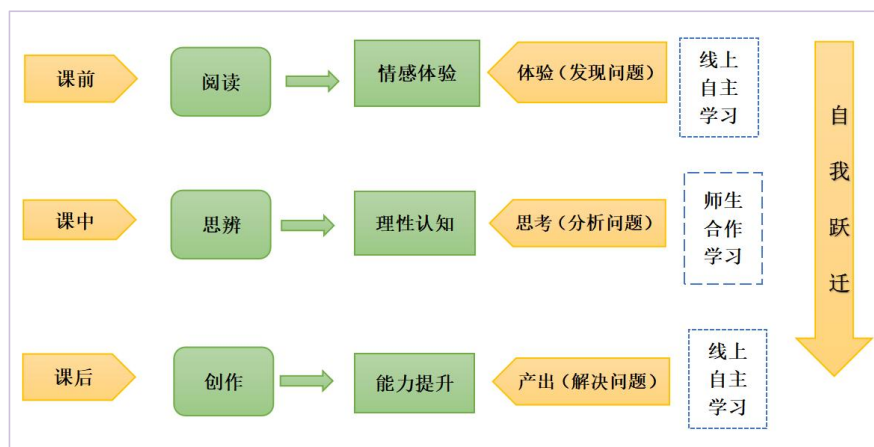 课前
阅读
情感体验
体验（发现问题）
线上
自主
学习
课中
思辨
理性认知
思考（分析问题）
师生
合作
学习
课后
创作
能力提升
产出（解决问题）
线上
自主
学习
自
我
跃
迁